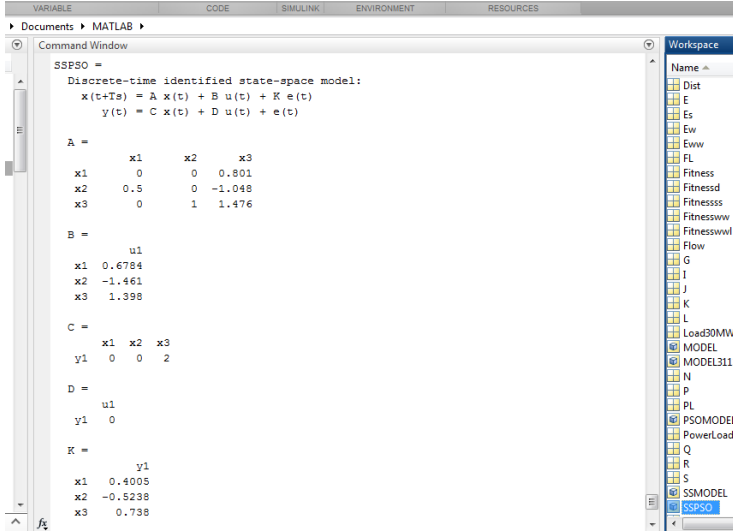 VARIABLE CODE SIMULINK ENVIRONMENT RESOURCES
Documents MATLAB
Command Window
SSPSO =
Discrete-time identified state-space model:
x(t+Ts) = A x(t) + B u(t) + K e(t)
y(t) = C x(t) + D u(t) + e(t)
A =
x1 x2 x3
x1 0 0 0.801
x2 0.5 0 -1.048
x3 0 1 1.476
B =
u1
x1 0.6784
x2 -1.461
x3 1.398
C =
x1 x2 x3
y1 0 0 2
D =
u1
y1 0
K =
y1
x1 0.4005
x2 -0.5238
x3 0.738
fx
Workspace
Name
Dist
E
Es
Ew
Eww
FL
Fitness
Fitnessd
Fitnessss
Fitnessww
Fitnesswwl
Flow
G
I
J
K
L
Load30MW
MODEL
MODEL311
N
P
PL
PSOMODEL
PowerLoad
Q
R
S
SSMODEL
SSPSO